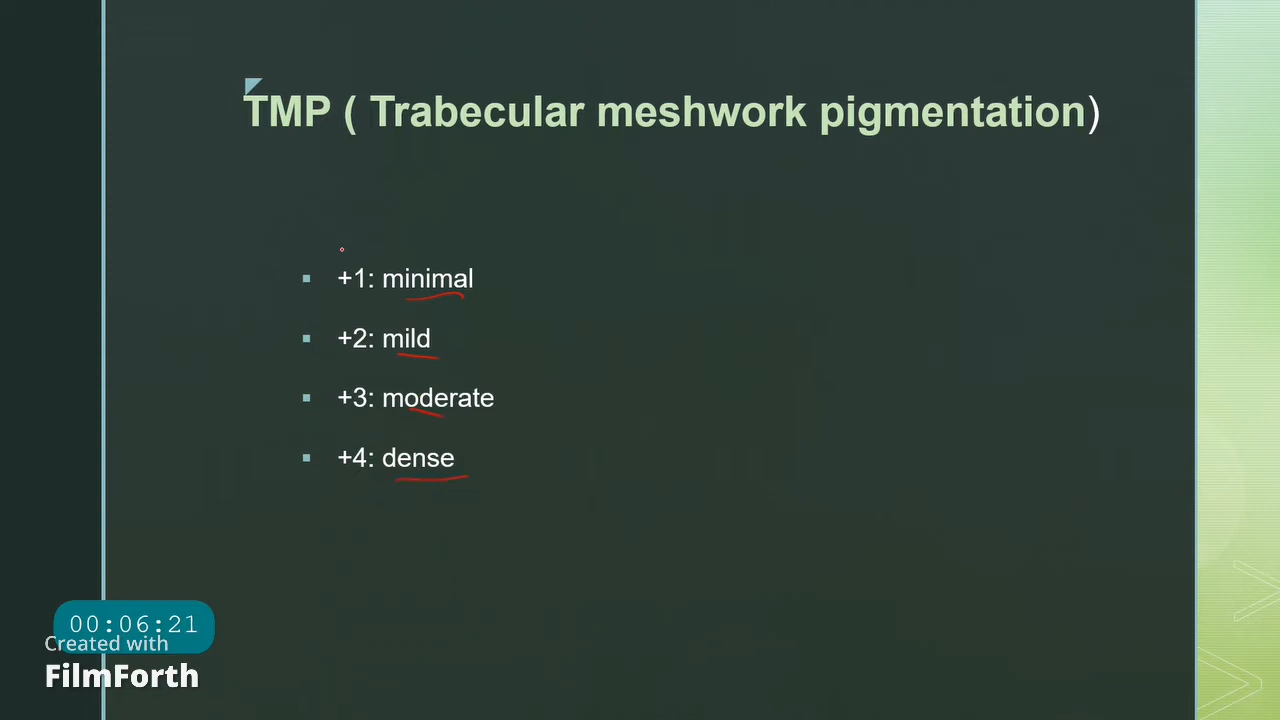 TMP ( Trabecular meshwork pigmentation)
▪ +1: minimal
▪ +2: mild
▪ +3: moderate
▪ +4: dense
00:06:21
Created with
FilmForth